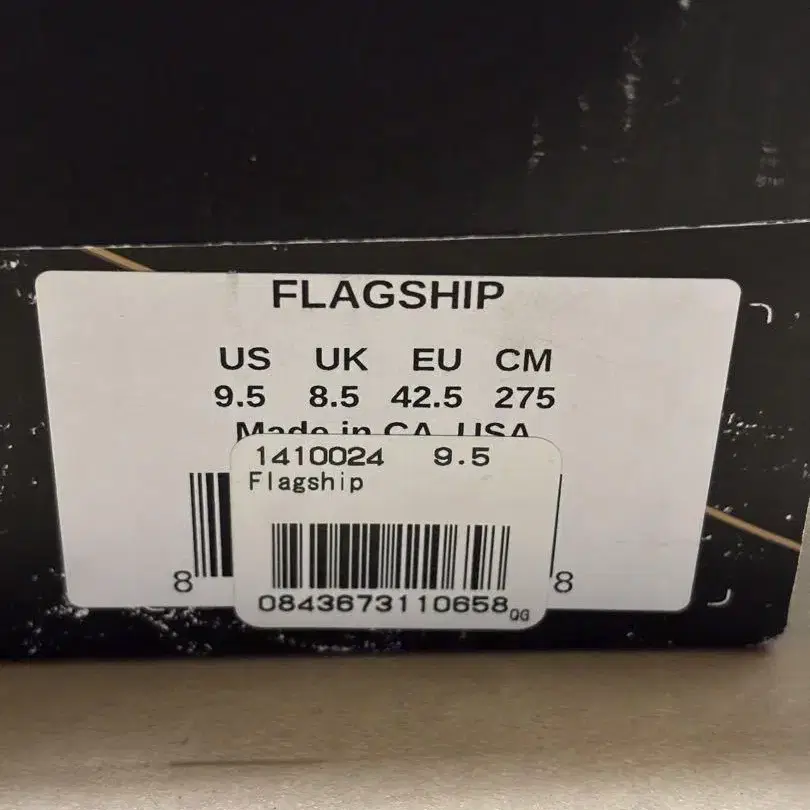 FLAGSHIP
US UK EU CM
9.5 8.5 42.5 275
Made in CA, USA
1410024 9.5
Flagship
8 8
0843673110658 QG